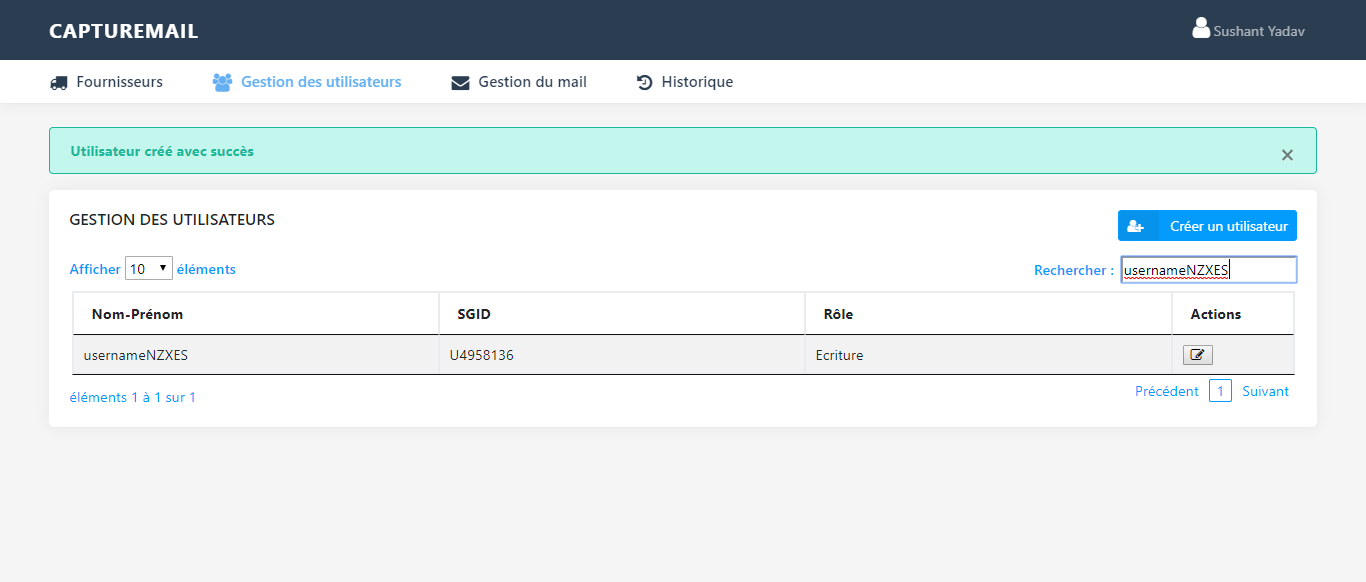 CAPTUREMAIL
Sushant Yadav
Fournisseurs Gestion des utilisateurs Gestion du mail Historique
Utilisateur créé avec succès ×
GESTION DES UTILISATEURS
Créer un utilisateur
Afficher 10 éléments
Rechercher : usernameNZXES
Nom-Prénom SGID Rôle Actions
usernameNZXES U4958136 Ecriture
éléments 1 à 1 sur 1
Précédent 1 Suivant